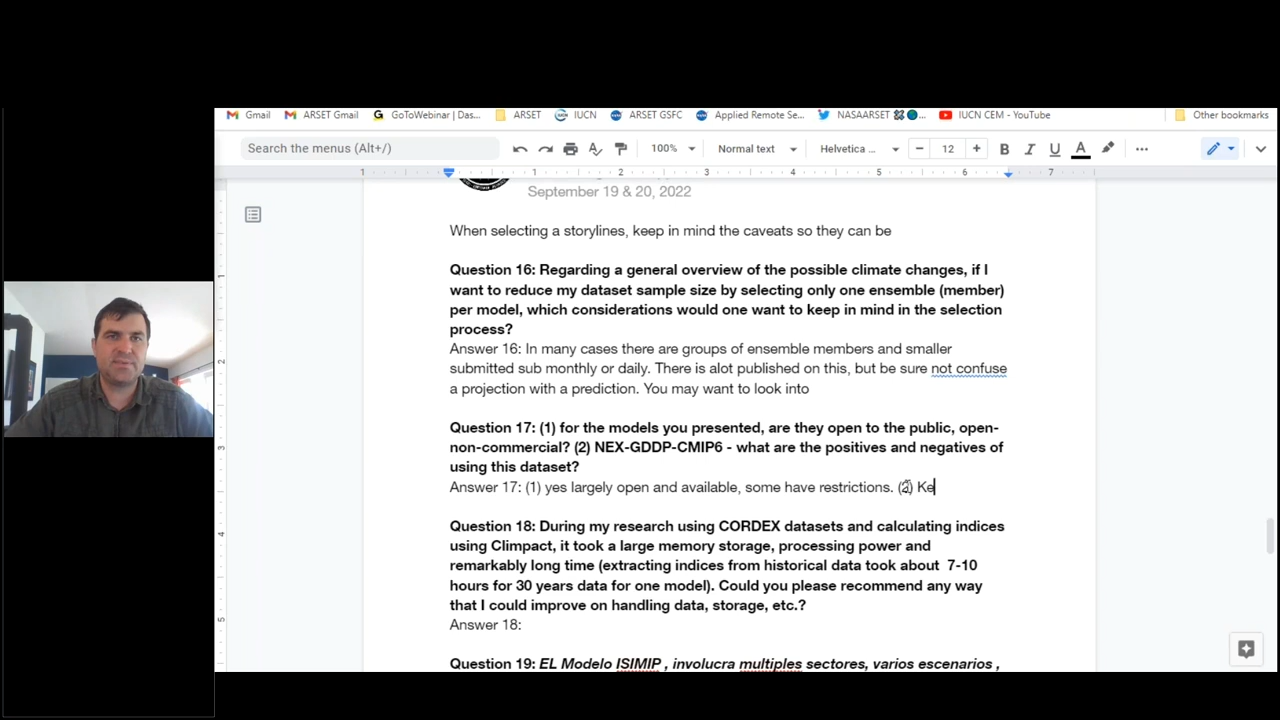 Gmail ARSET Gmail GoToWebinar | Das... ARSET IUCN ARSET GSFC Applied Remote Se... NASAARSET IUCN CEM - YouTube Other bookmarks
Search the menus (Alt+/) 100% Normal text Helvetica ... 12 B I U A
1 1 2 3 4 5 6 7
September 19 & 20, 2022
When selecting a storylines, keep in mind the caveats so they can be
Question 16: Regarding a general overview of the possible climate changes, if I
want to reduce my dataset sample size by selecting only one ensemble (member)
per model, which considerations would one want to keep in mind in the selection
process?
Answer 16: In many cases there are groups of ensemble members and smaller
submitted sub monthly or daily. There is alot published on this, but be sure not confuse
a projection with a prediction. You may want to look into
Question 17: (1) for the models you presented, are they open to the public, open-
non-commercial? (2) NEX-GDDP-CMIP6 - what are the positives and negatives of
using this dataset?
Answer 17: (1) yes largely open and available, some have restrictions. (2) Ke
Question 18: During my research using CORDEX datasets and calculating indices
using Climpact, it took a large memory storage, processing power and
remarkably long time (extracting indices from historical data took about 7-10
hours for 30 years data for one model). Could you please recommend any way
that I could improve on handling data, storage, etc.?
Answer 18:
Question 19: EL Modelo ISIMIP , involucra multiples sectores, varios escenarios ,